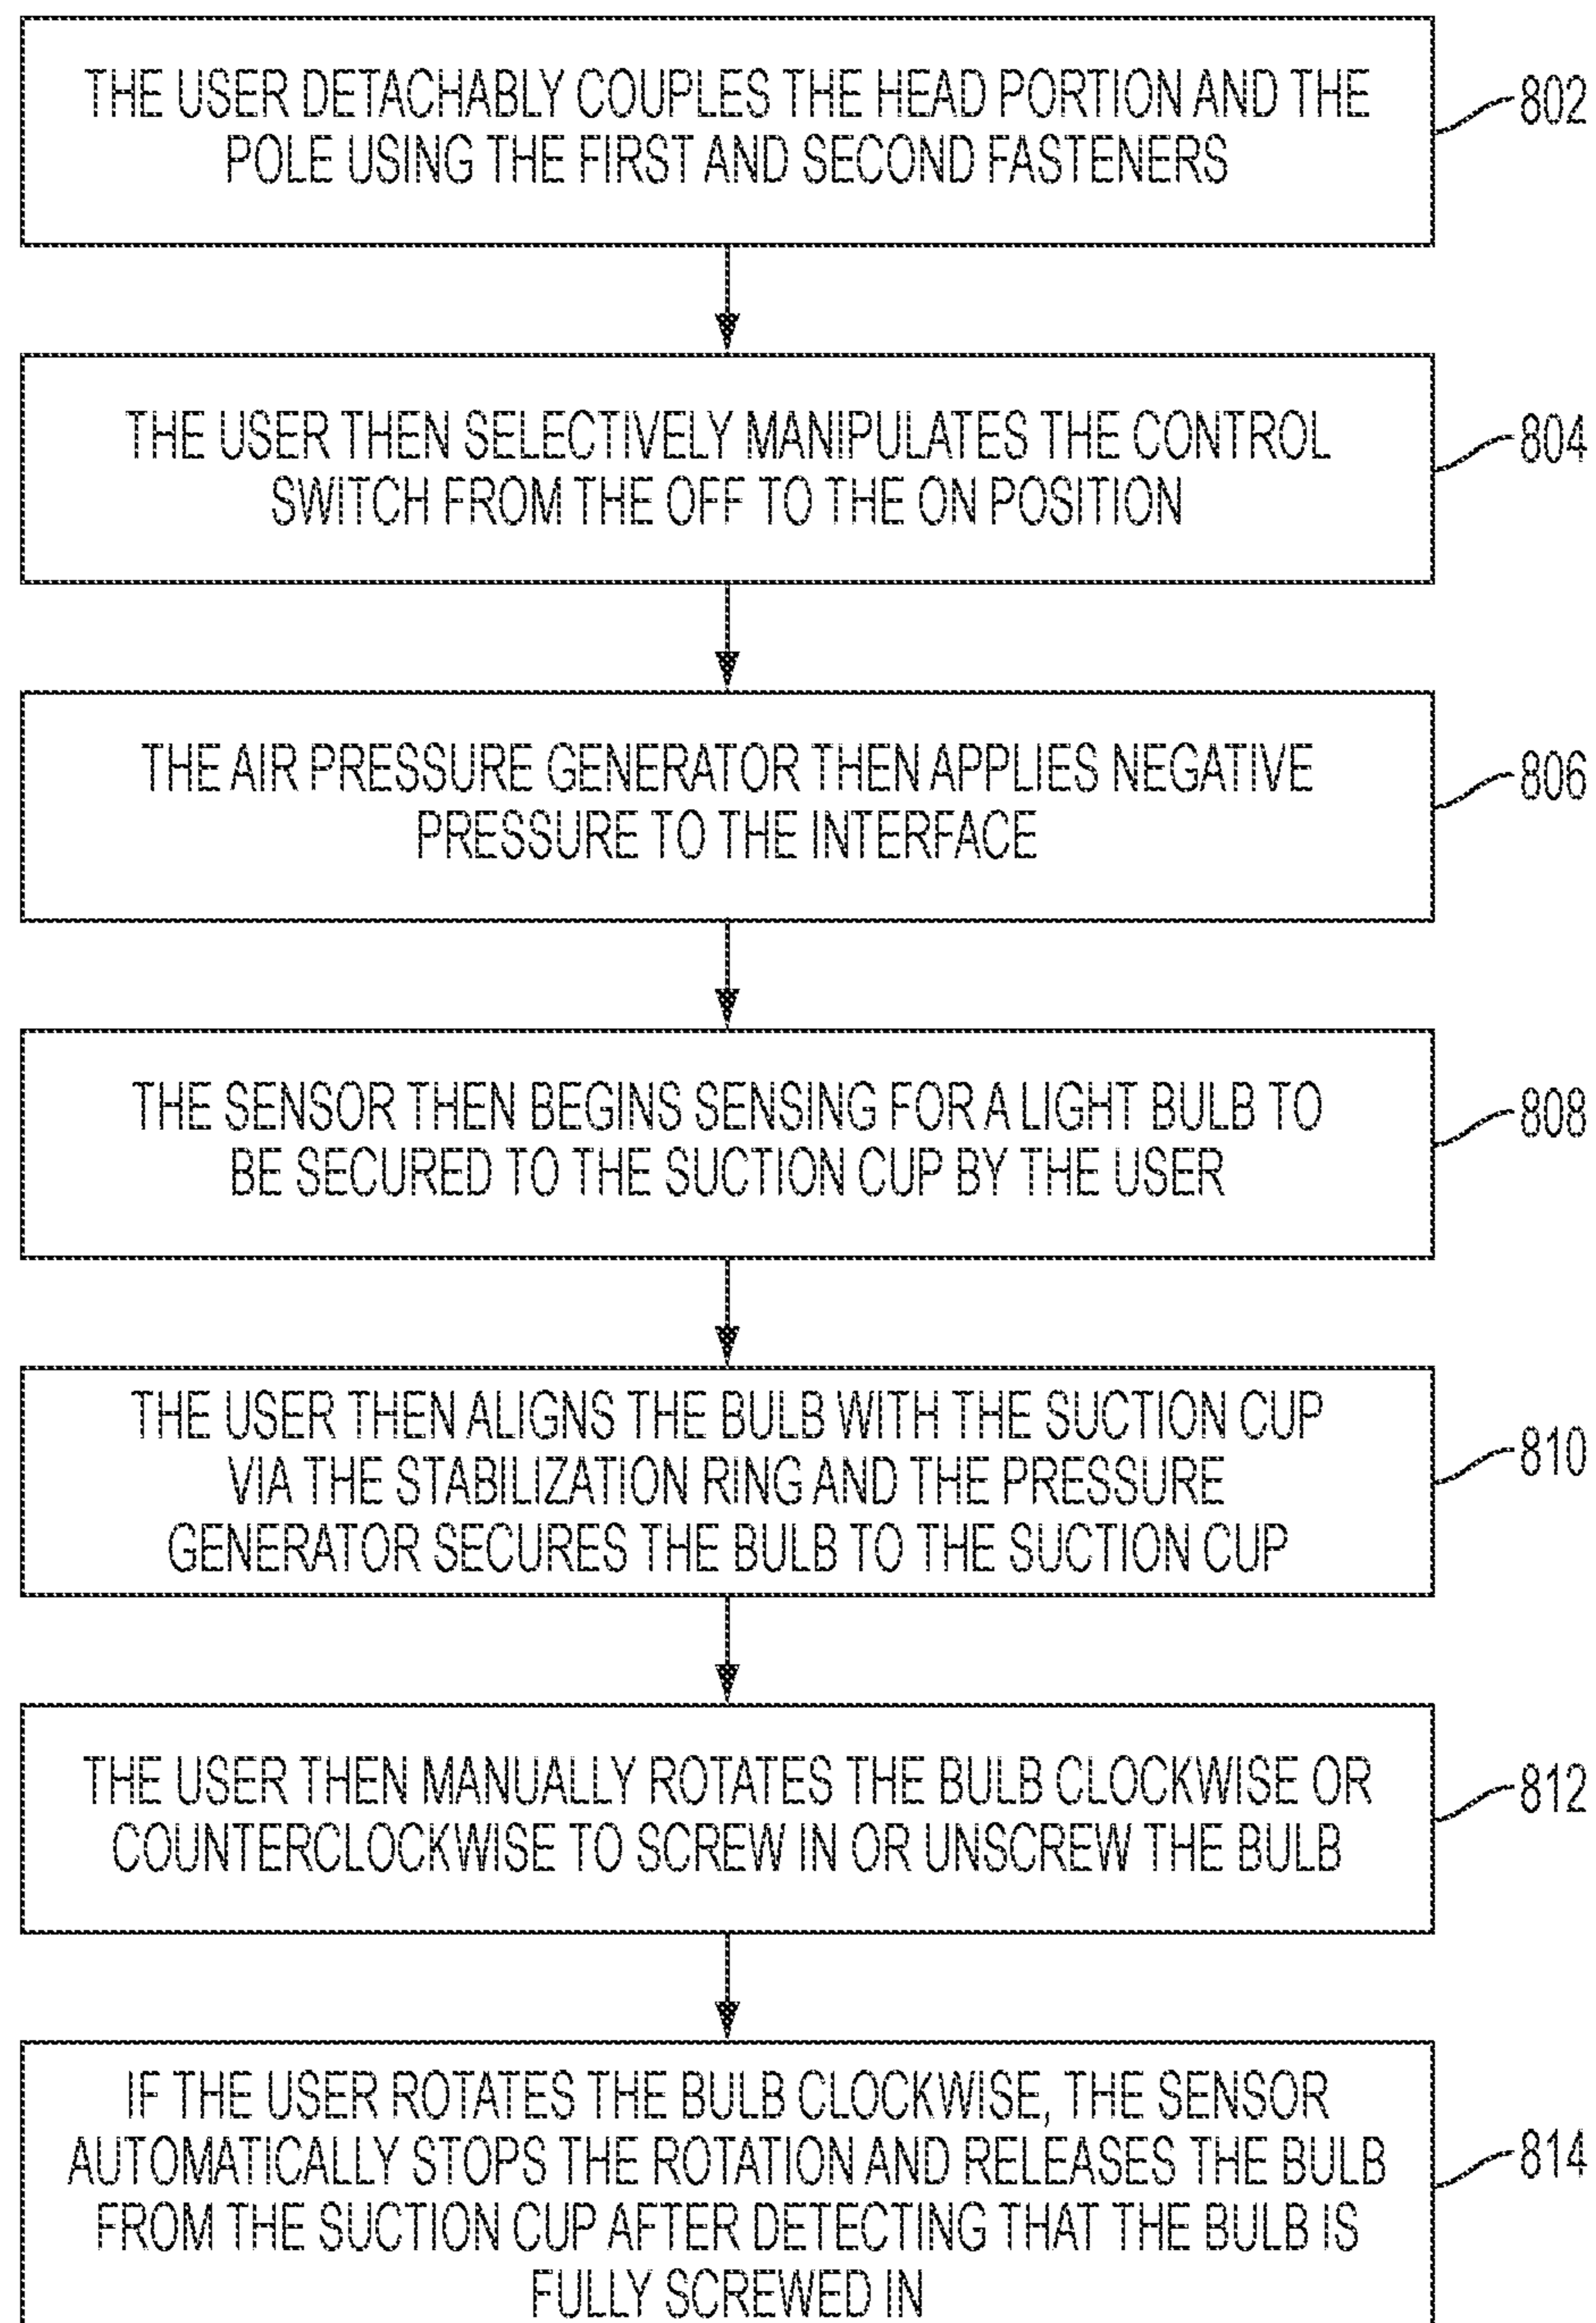 THE USER DETACHABLY COUPLES THE HEAD PORTION AND THE
POLE USING THE FIRST AND SECOND FASTENERS
802
THE USER THEN SELECTIVELY MANIPULATES THE CONTROL
SWITCH FROM THE OFF TO THE ON POSITION
804
THE AIR PRESSURE GENERATOR THEN APPLIES NEGATIVE
PRESSURE TO THE INTERFACE
806
THE SENSOR THEN BEGINS SENSING FOR A LIGHT BULB TO
BE SECURED TO THE SUCTION CUP BY THE USER
808
THE USER THEN ALIGNS THE BULB WITH THE SUCTION CUP
VIA THE STABILIZATION RING AND THE PRESSURE
GENERATOR SECURES THE BULB TO THE SUCTION CUP
810
THE USER THEN MANUALLY ROTATES THE BULB CLOCKWISE OR
COUNTERCLOCKWISE TO SCREW IN OR UNSCREW THE BULB
812
IF THE USER ROTATES THE BULB CLOCKWISE, THE SENSOR
AUTOMATICALLY STOPS THE ROTATION AND RELEASES THE BULB
FROM THE SUCTION CUP AFTER DETECTING THAT THE BULB IS
FULLY SCREWED IN
814